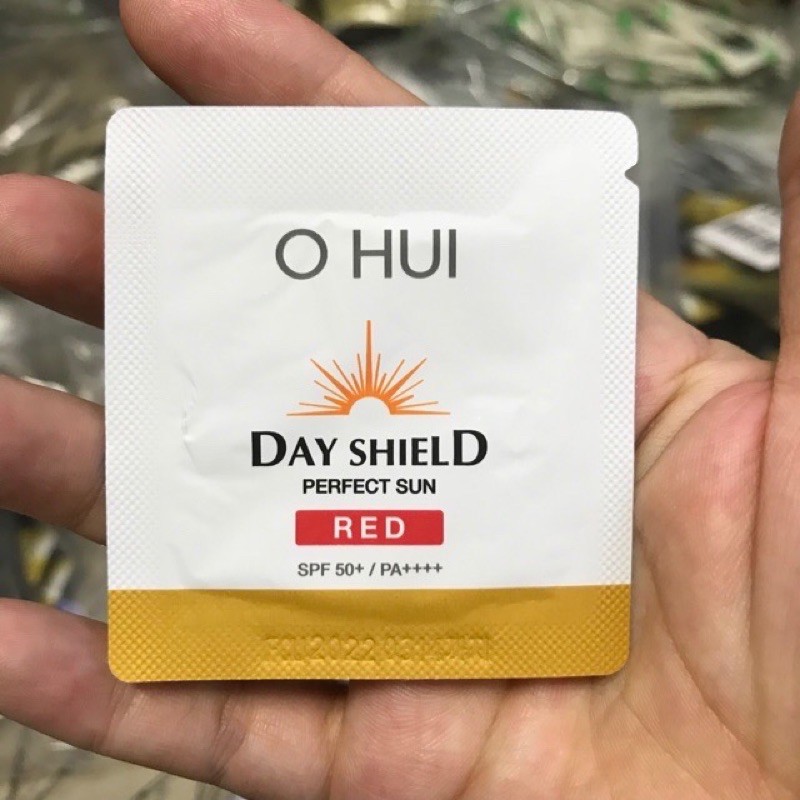 O HUI
DAY SHIELD
PERFECT SUN
RED
SPF 50+ / PA++++